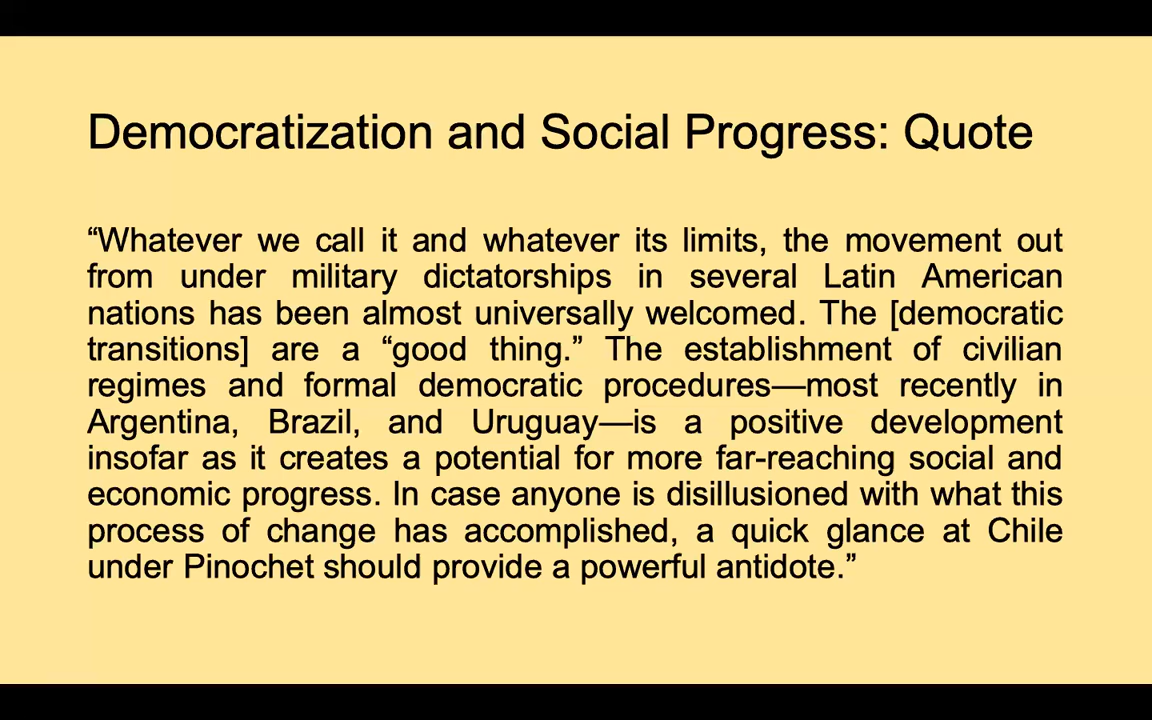 Democratization and Social Progress: Quote
“Whatever we call it and whatever its limits, the movement out
from under military dictatorships in several Latin American
nations has been almost universally welcomed. The [democratic
transitions] are a “good thing.” The establishment of civilian
regimes and formal democratic procedures—most recently in
Argentina, Brazil, and Uruguay—is a positive development
insofar as it creates a potential for more far-reaching social and
economic progress. In case anyone is disillusioned with what this
process of change has accomplished, a quick glance at Chile
under Pinochet should provide a powerful antidote.”